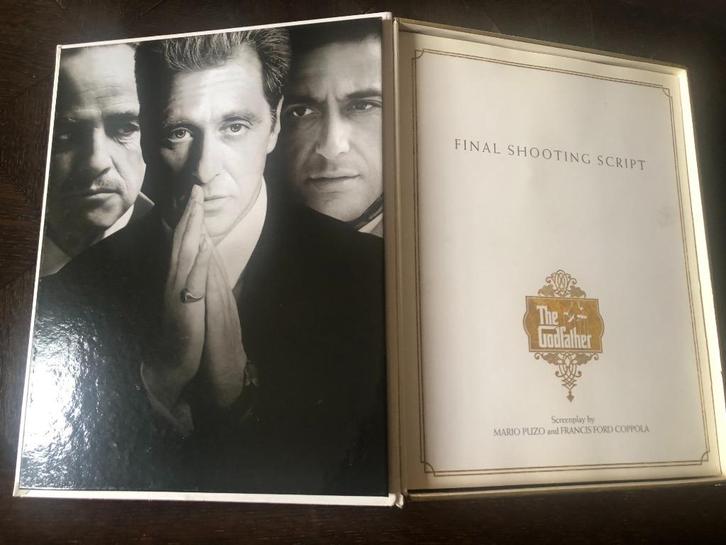 FINAL SHOOTING SCRIPT
The
Godfather
Screenplay by
MARIO PUZO and FRANCIS FORD COPPOLA